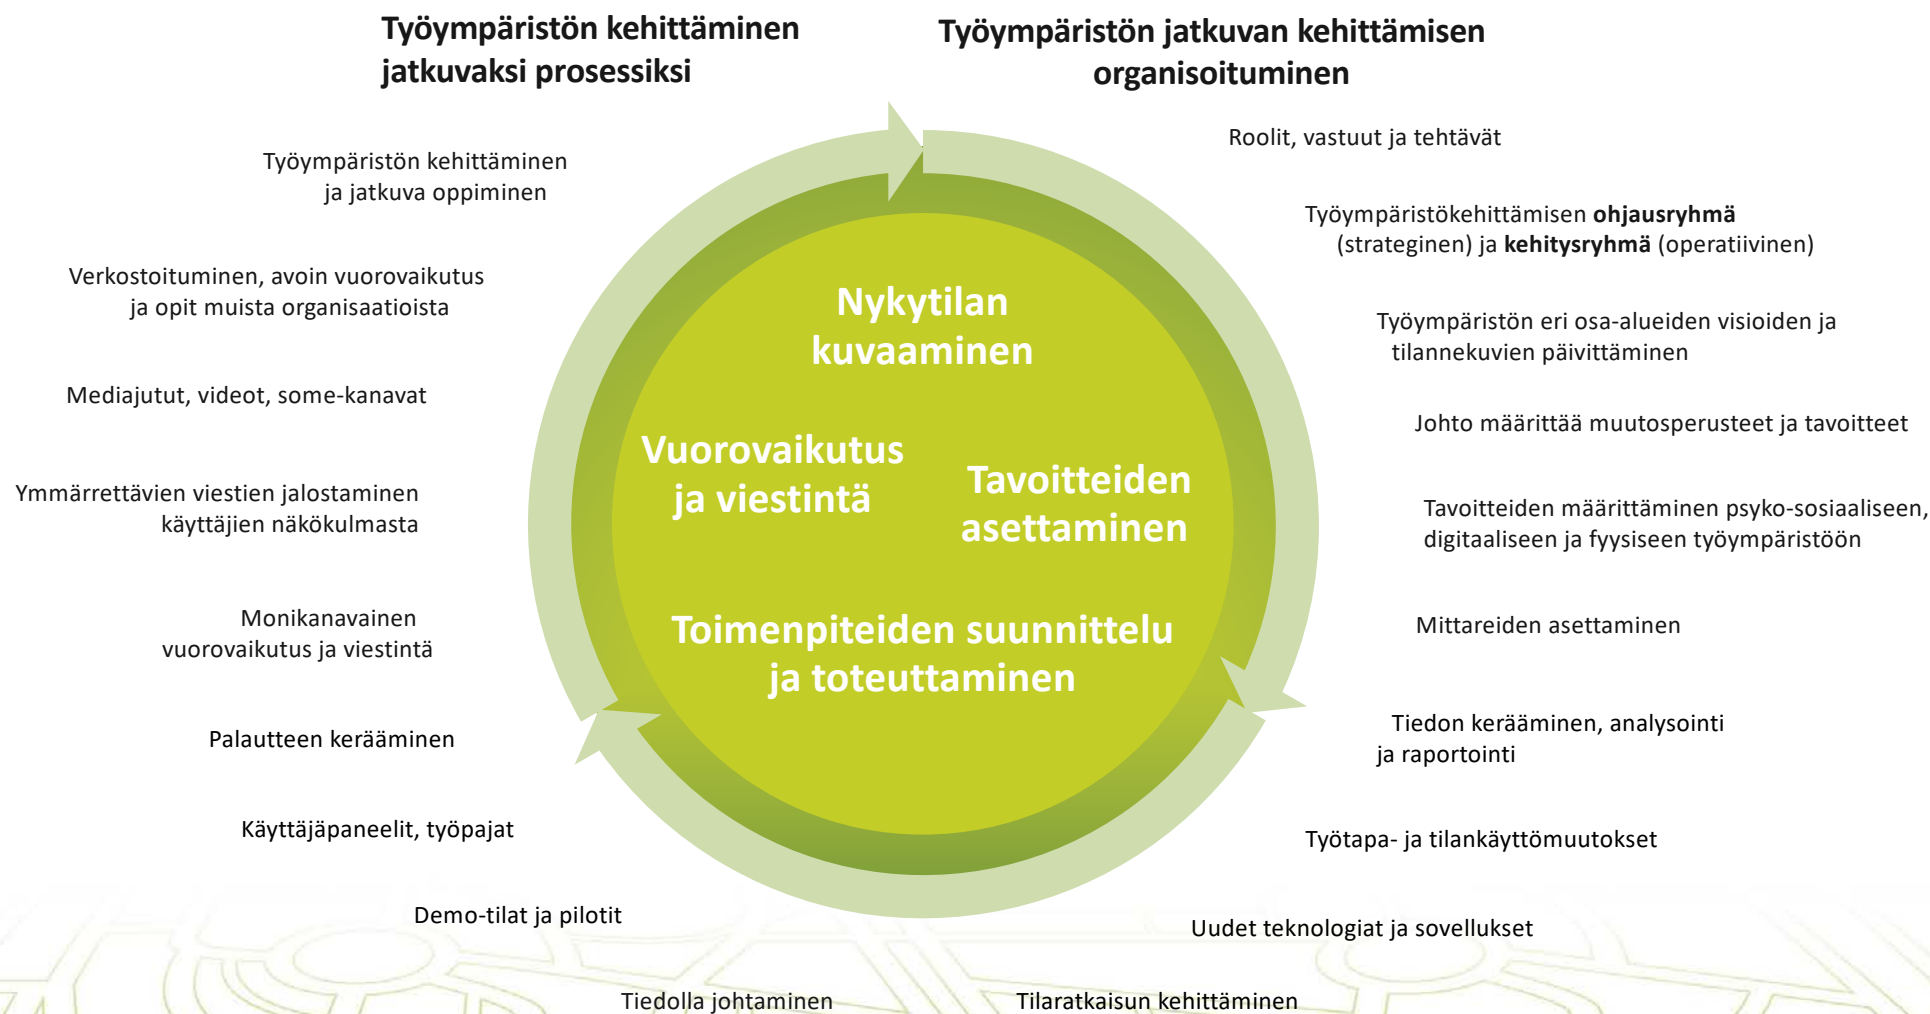 Työympäristön kehittäminen
jatkuvaksi prosessiksi
Työympäristön jatkuvan kehittämisen
organisoituminen
Roolit, vastuut ja tehtävät
Työympäristökehittämisen ohjausryhmä
(strateginen) ja kehitysryhmä (operatiivinen)
Työympäristön eri osa-alueiden visioiden ja
tilannekuvien päivittäminen
Johto määrittää muutosperusteet ja tavoitteet
Tavoitteiden määrittäminen psyko-sosiaaliseen,
digitaaliseen ja fyysiseen työympäristöön
Mittareiden asettaminen
Tiedon kerääminen, analysointi
ja raportointi
Työtapa- ja tilankäyttömuutokset
Uudet teknologiat ja sovellukset
Tilaratkaisun kehittäminen
Tiedolla johtaminen
Demo-tilat ja pilotit
Käyttäjäpaneelit, työpajat
Palautteen kerääminen
Monikanavainen
vuorovaikutus ja viestintä
Ymmärrettävien viestien jalostaminen
käyttäjien näkökulmasta
Mediajutut, videot, some-kanavat
Verkostoituminen, avoin vuorovaikutus
ja opit muista organisaatioista
Työympäristön kehittäminen
ja jatkuva oppiminen
Nykytilan
kuvaaminen
Tavoitteiden
asettaminen
Toimenpiteiden suunnittelu
ja toteuttaminen
Vuorovaikutus
ja viestintä